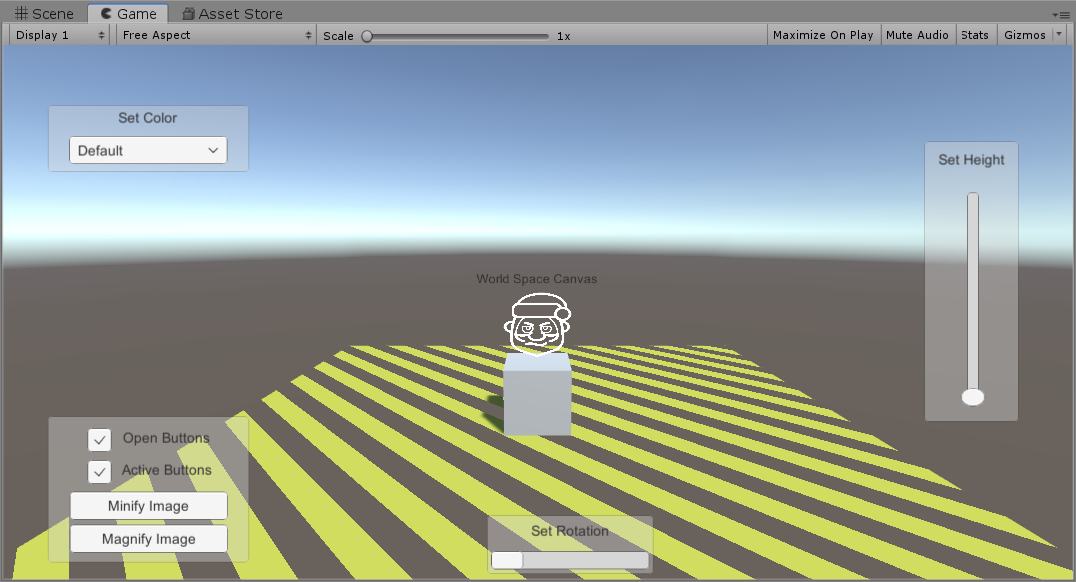 Scene Game Asset Store
Display 1 Free Aspect Scale 1x Maximize On Play Mute Audio Stats Gizmos
Set Color
Default
Set Height
World Space Canvas
Open Buttons
Active Buttons
Minify Image
Magnify Image
Set Rotation